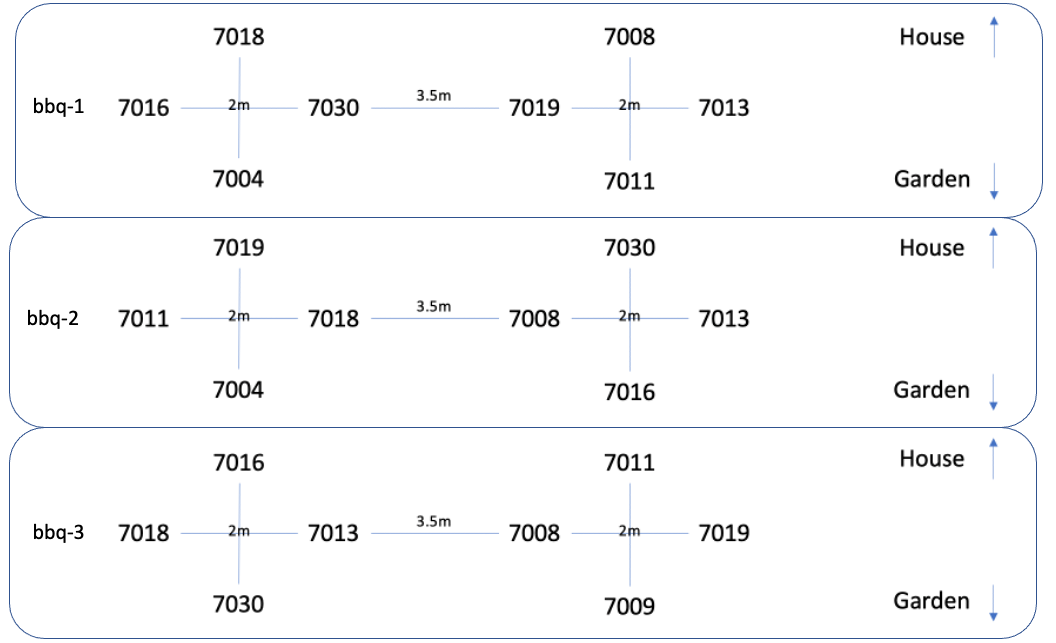 7018 7008 House
3.5m
bbq-1 7016 2m 7030 7019 2m 7013
7004 7011 Garden
7019 7030 House
3.5m
bbq-2 7011 2m 7018 7008 2m 7013
7004 7016 Garden
7016 7011 House
3.5m
bbq-3 7018 2m 7013 7008 2m 7019
7030 7009 Garden